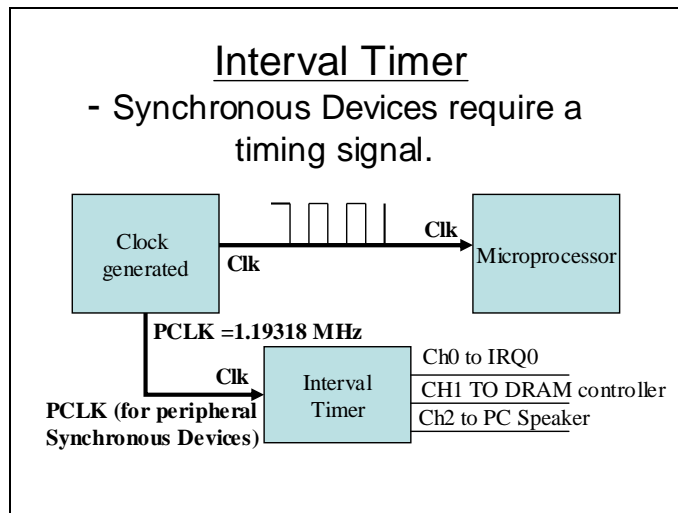 Interval Timer
- Synchronous Devices require a
timing signal.
Clock
generated
Clk
Clk
Microprocessor
PCLK =1.19318 MHz
Clk
PCLK (for peripheral
Synchronous Devices)
Interval
Timer
Ch0 to IRQ0
CH1 TO DRAM controller
Ch2 to PC Speaker